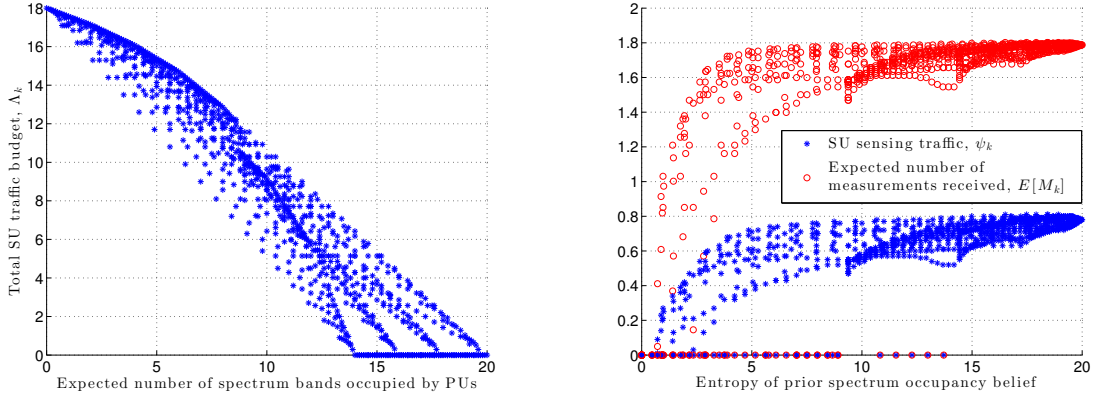 18
16
14
12
10
8
6
4
2
0
Total SU traffic budget, Λk
0 5 10 15 20
Expected number of spectrum bands occupied by PUs
2
1.8
1.6
1.4
1.2
1
0.8
0.6
0.4
0.2
0
SU sensing traffic, ψk
Expected number of
measurements received, E[Mk]
0 5 10 15 20
Entropy of prior spectrum occupancy belief